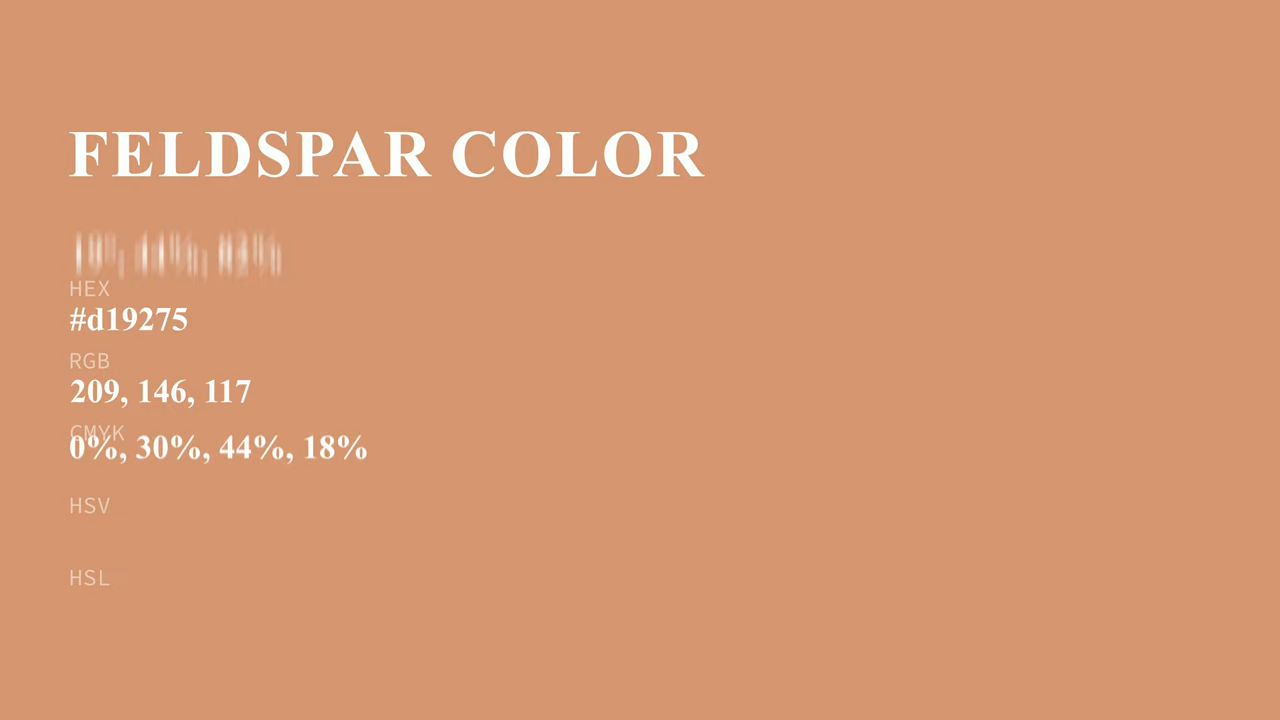 FELDSPAR COLOR
HEX
#d19275
RGB
209, 146, 117
CMYK
0%, 30%, 44%, 18%
HSV
HSL